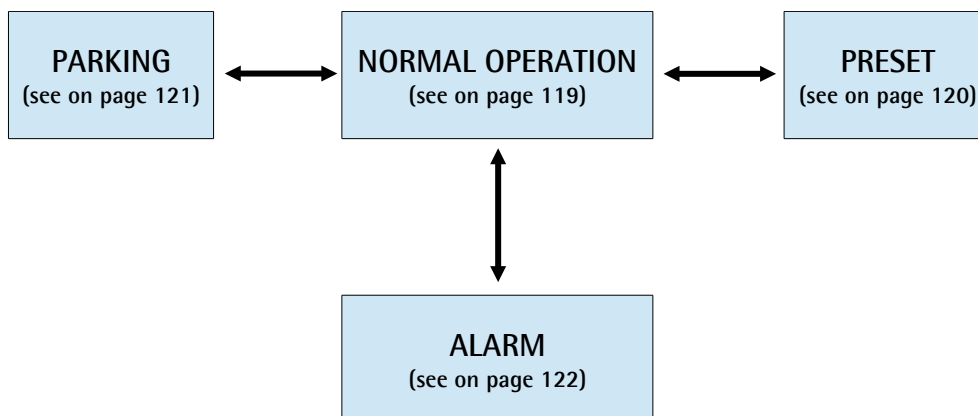 PARKING
(see on page 121)
NORMAL OPERATION
(see on page 119)
PRESET
(see on page 120)
ALARM
(see on page 122)